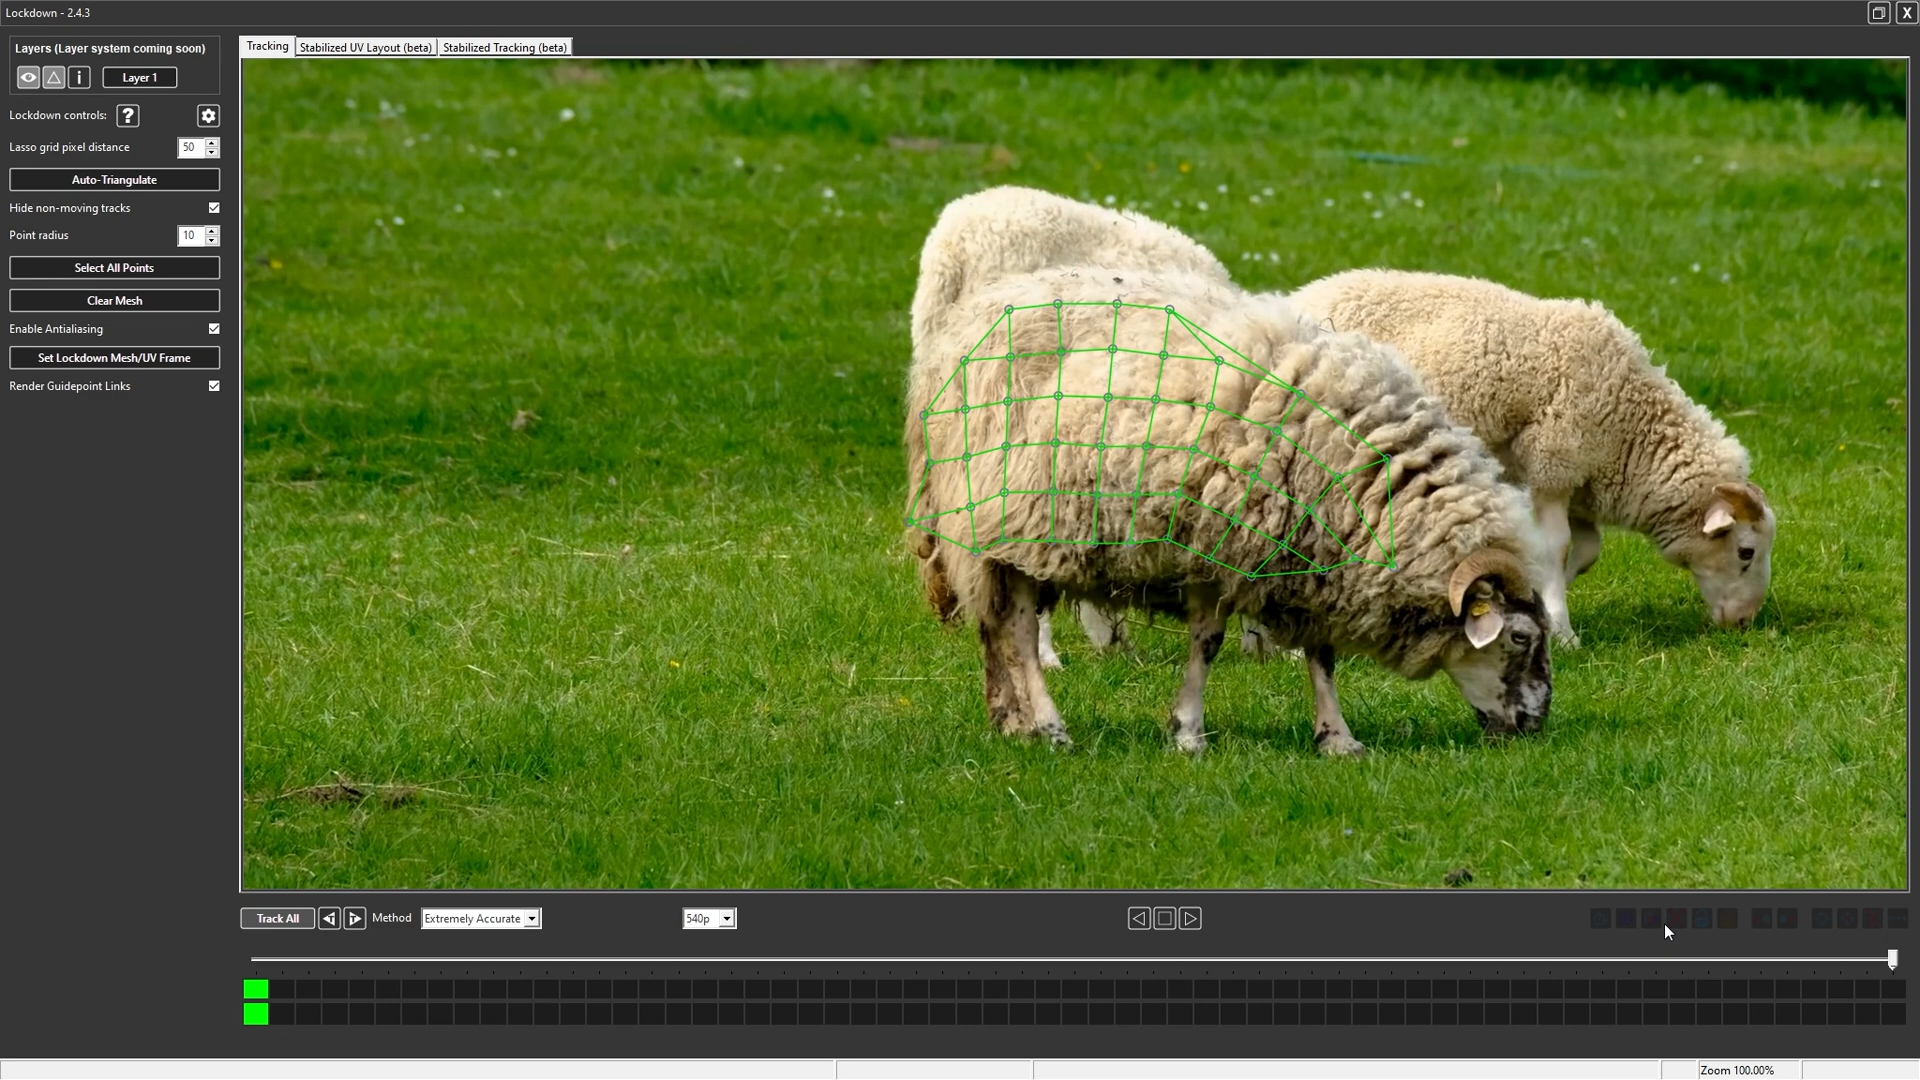 Lockdown - 2.4.3
X
Layers (Layer system coming soon)
i
Layer 1
Lockdown controls:
?
Lasso grid pixel distance
50
Auto-Triangulate
Hide non-moving tracks
Point radius
10
Select All Points
Clear Mesh
Enable Antialiasing
Set Lockdown Mesh/UV Frame
Render Guidepoint Links
Tracking
Stabilized UV Layout (beta)
Stabilized Tracking (beta)
Track All
Method
Extremely Accurate
540p
Zoom 100.00%